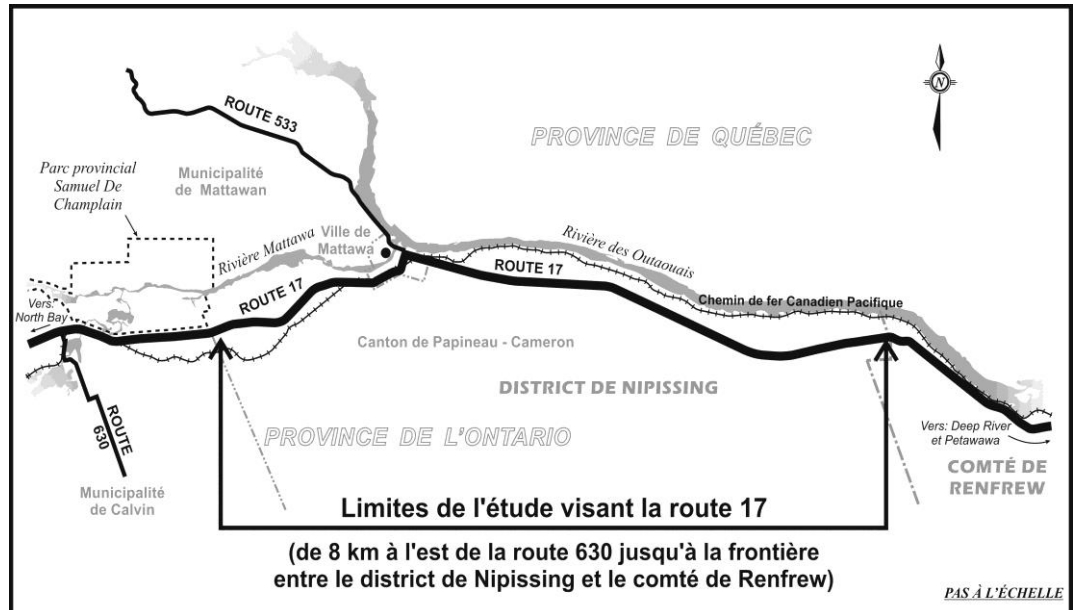 ROUTE 533
N
PROVINCE DE QUÉBEC
Parc provincial
Samuel De
Champlain
Municipalité
de Mattawan
Rivière Mattawa
Ville de
Mattawa
Rivière des Outaouais
ROUTE 17
ROUTE 17
Chemin de fer Canadien Pacifique
Vers:
North Bay
Canton de Papineau - Cameron
DISTRICT DE NIPISSING
ROUTE
630
PROVINCE DE L'ONTARIO
Vers: Deep River
et Petawawa
COMTÉ DE
RENFREW
Municipalité
de Calvin
Limites de l'étude visant la route 17
(de 8 km à l'est de la route 630 jusqu'à la frontière
entre le district de Nipissing et le comté de Renfrew)
PAS À L'ÉCHELLE